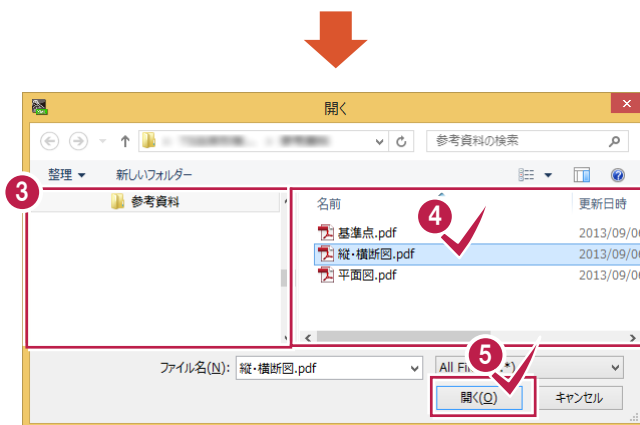 開く
参考資料の検索
整理 新しいフォルダー
3
参考資料
名前 更新日時
4
基準点.pdf 2013/09/0
縦・横断図.pdf 2013/09/0
平面図.pdf 2013/09/0
5
ファイル名(N): 縦・横断図.pdf All Fi *)
開く(O) キャンセル